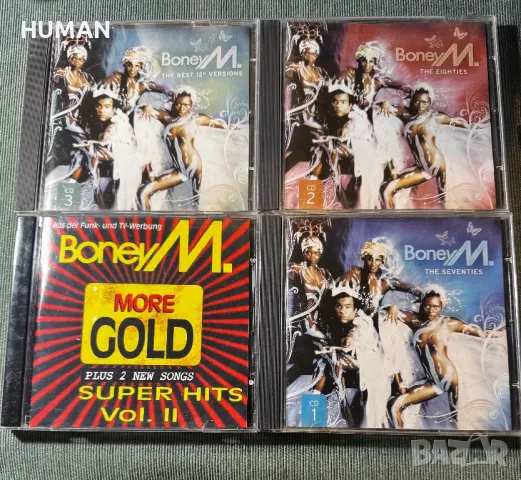 HUMAN
Boney M.
THE BEST 12" VERSIONS
CD
3
Boney M.
THE EIGHTIES
CD
2
Aus der Funk- und TV-Werbung
Boney M.
MORE
GOLD
PLUS 2 NEW SONGS
SUPER HITS
Vol. II
Boney M.
THE SEVENTIES
CD
1
BAZAR